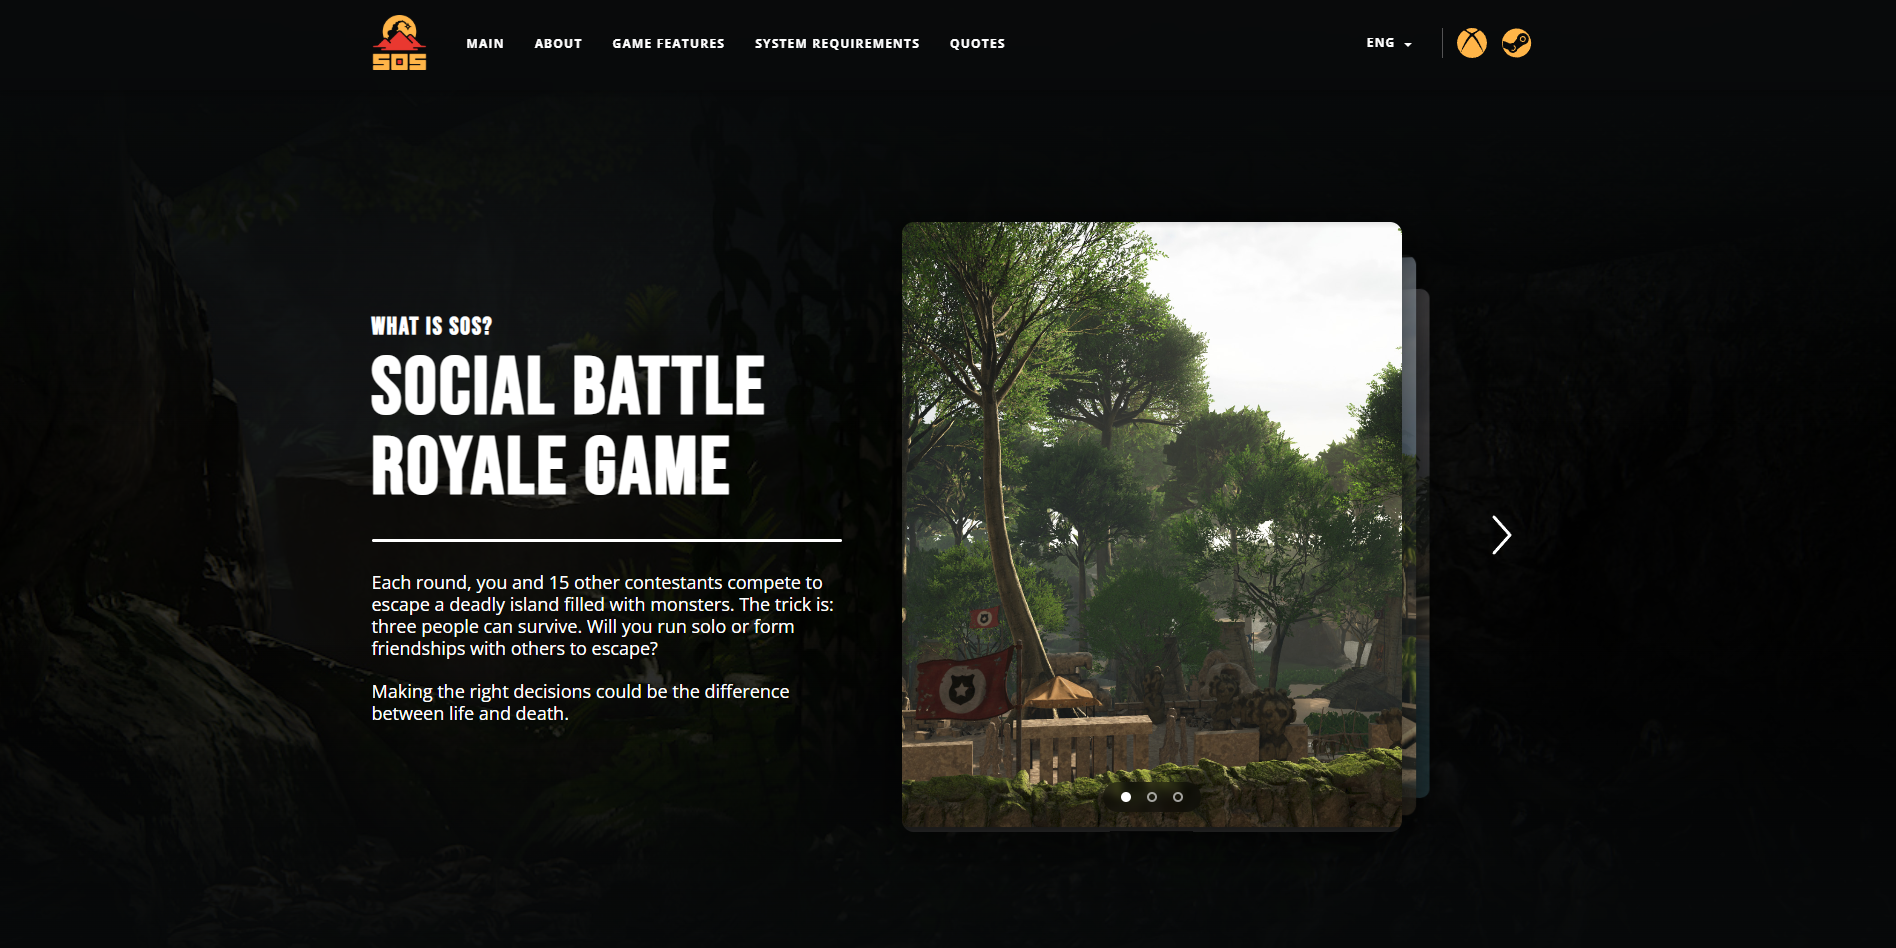 SOS
MAIN
ABOUT
GAME FEATURES
SYSTEM REQUIREMENTS
QUOTES
ENG
WHAT IS SOS?
SOCIAL BATTLE
ROYALE GAME
Each round, you and 15 other contestants compete to
escape a deadly island filled with monsters. The trick is:
three people can survive. Will you run solo or form
friendships with others to escape?
Making the right decisions could be the difference
between life and death.